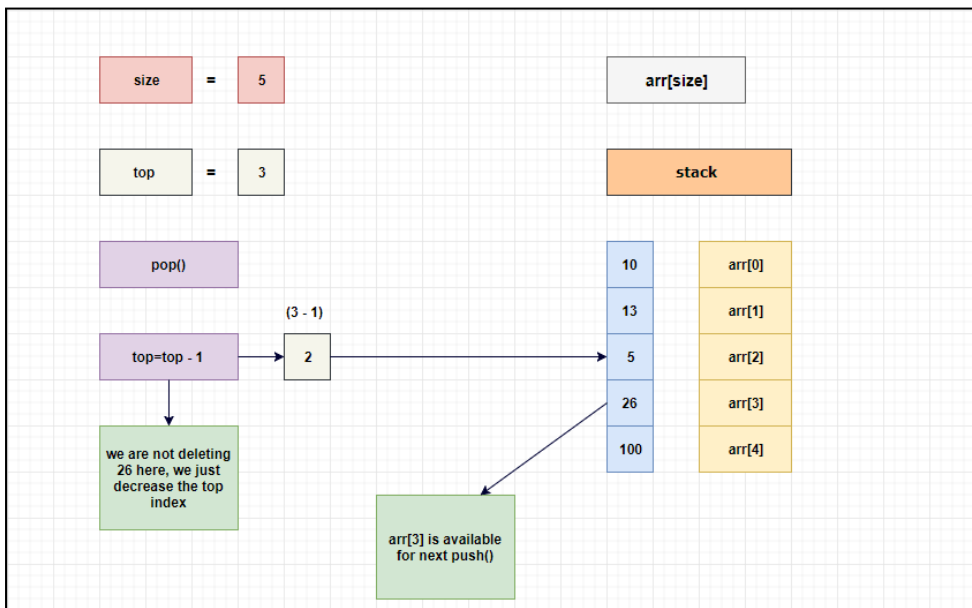 size = 5
arr[size]
top = 3
stack
pop()
10 arr[0]
(3 - 1)
13 arr[1]
top=top - 1 2 5 arr[2]
26 arr[3]
100 arr[4]
we are not deleting
26 here, we just
decrease the top
index
arr[3] is available
for next push()